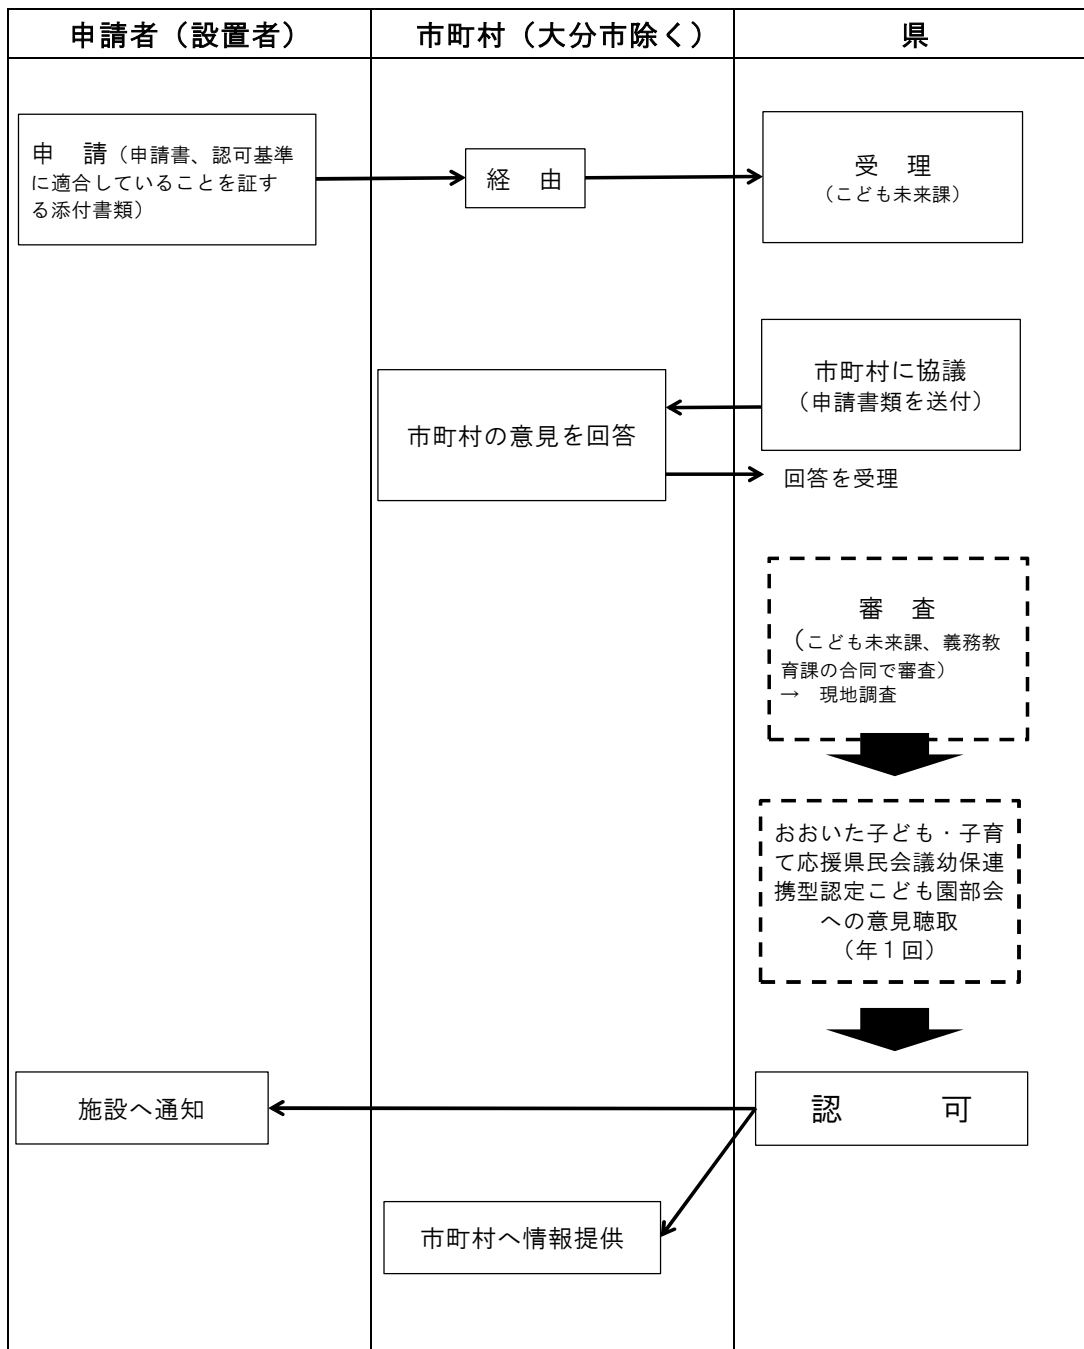 申請者（設置者）
市町村（大分市除く）
県
申　請（申請書、認可基準
に適合していることを証す
る添付書類）
経　由
受　理
（こども未来課）
市町村に協議
（申請書類を送付）
市町村の意見を回答
回答を受理
審　査
（こども未来課、義務教
育課の合同で審査）
→　現地調査
おおいた子ども・子育
て応援県民会議幼保連
携型認定こども園部会
への意見聴取
（年１回）
施設へ通知
認　　　可
市町村へ情報提供